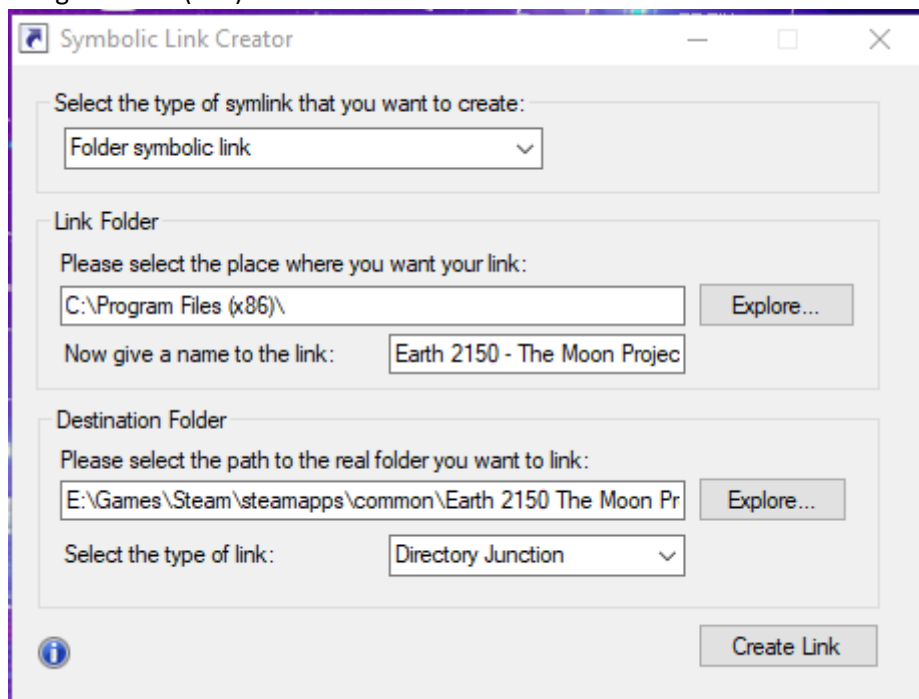 Symbolic Link Creator
Select the type of symlink that you want to create:
Folder symbolic link
Link Folder
Please select the place where you want your link:
C:\Program Files (x86)\
Explore...
Now give a name to the link:
Earth 2150 - The Moon Projec
Destination Folder
Please select the path to the real folder you want to link:
E:\Games\Steam\steamapps\common\Earth 2150 The Moon Pr
Explore...
Select the type of link:
Directory Junction
Create Link